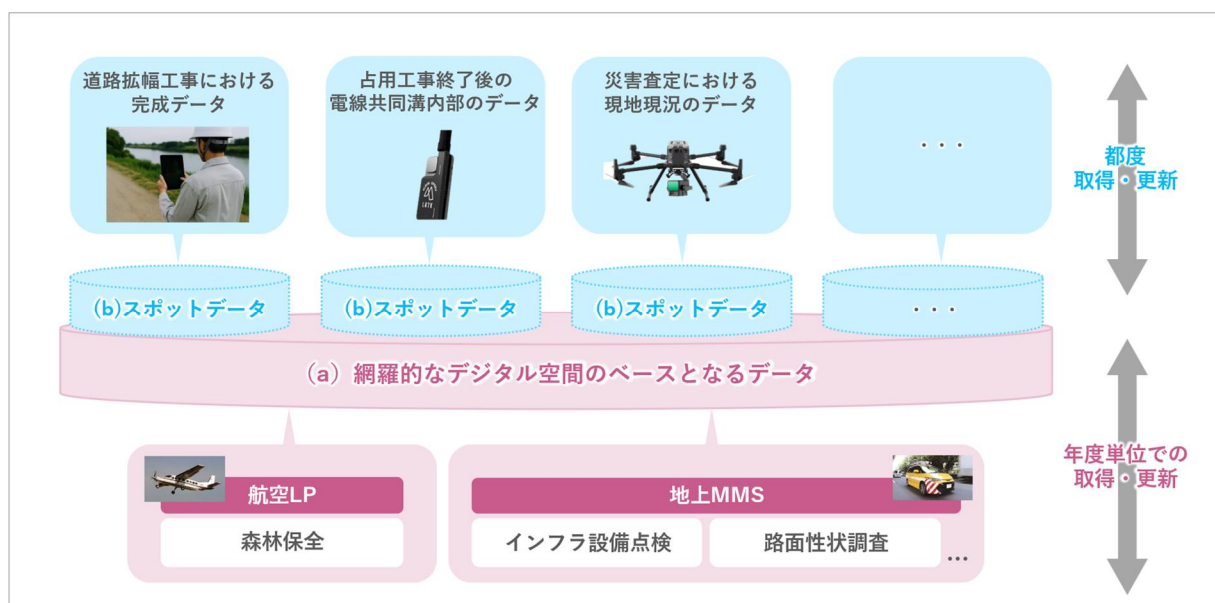 道路拡幅工事における
完成データ
占用工事終了後の
電線共同溝内部のデータ
災害査定における
現地現況のデータ
・・・
都度
取得・更新
(b)スポットデータ
(b)スポットデータ
(b)スポットデータ
・・・
(a) 網羅的なデジタル空間のベースとなるデータ
年度単位での
取得・更新
航空LP
森林保全
地上MMS
インフラ設備点検
路面性状調査
…